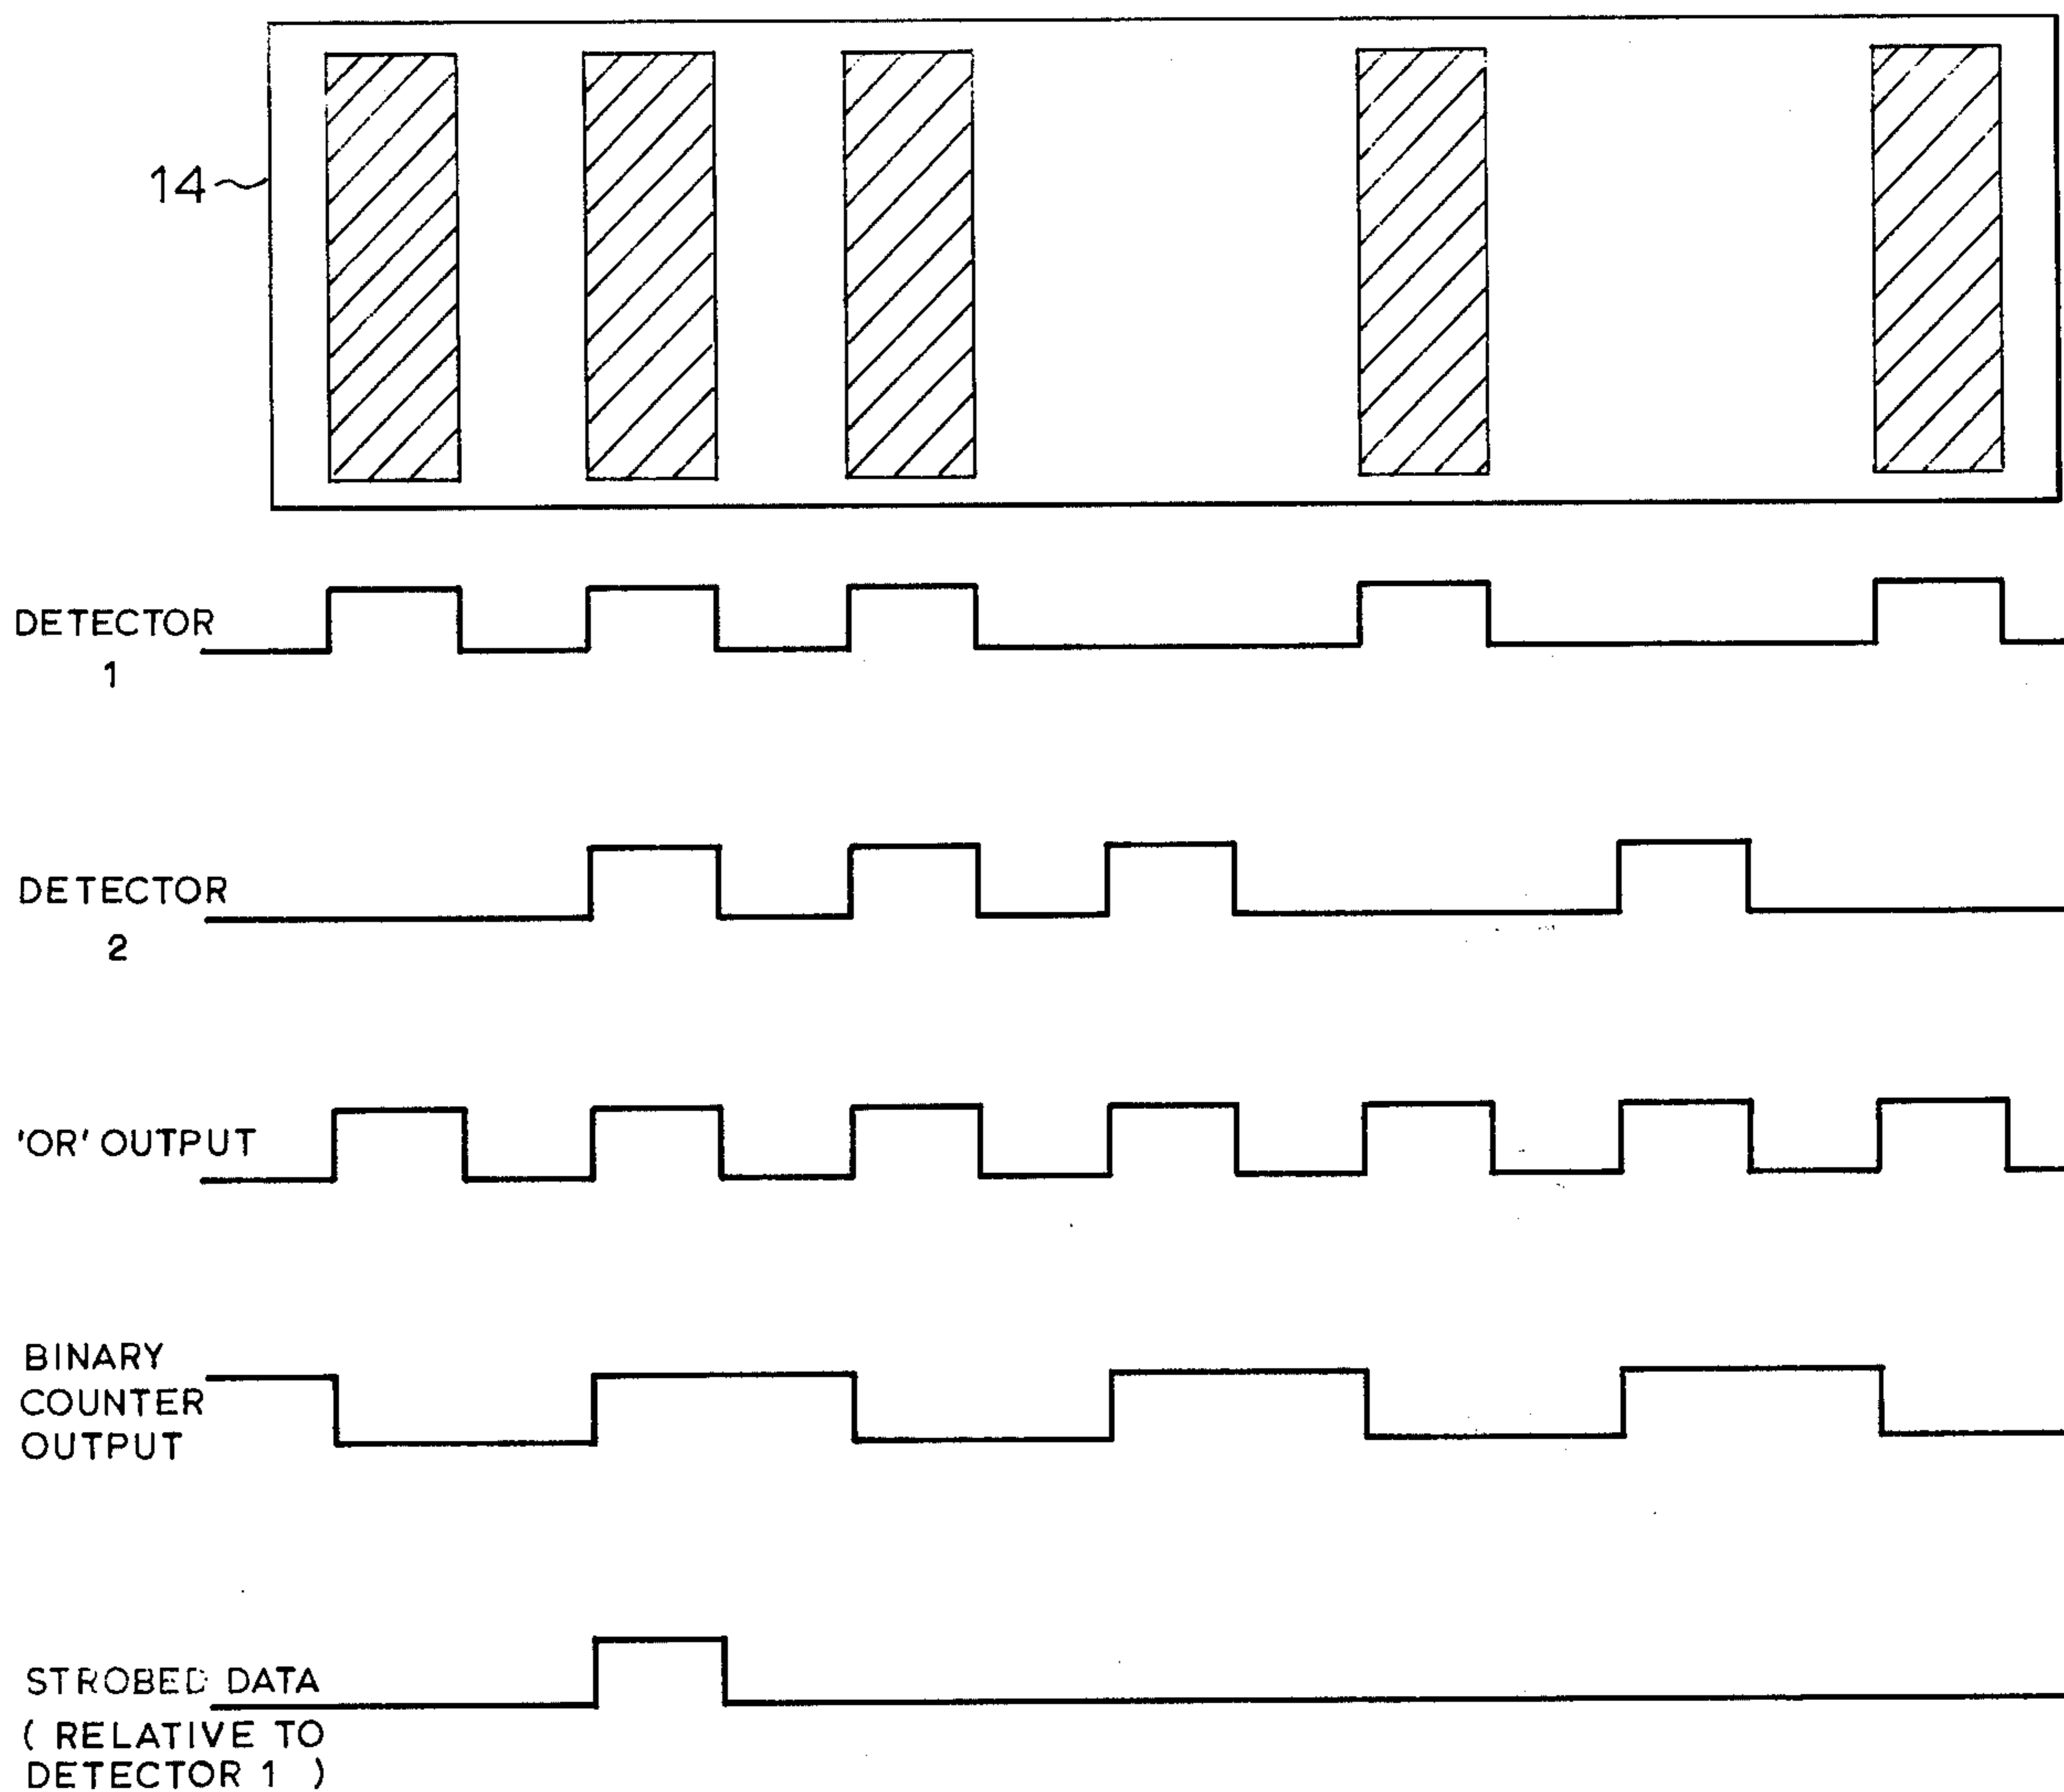 14
DETECTOR
1
DETECTOR
2
'OR' OUTPUT
BINARY
COUNTER
OUTPUT
STROBED DATA
( RELATIVE TO
DETECTOR 1 )